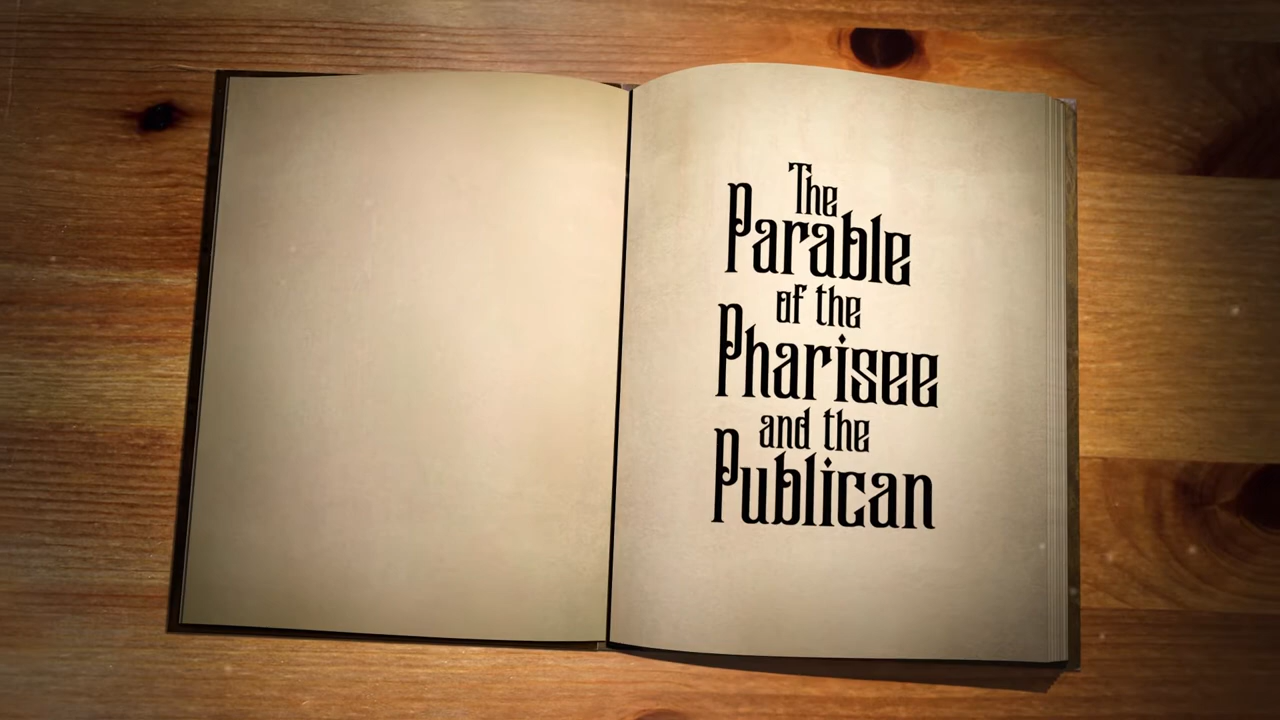 The
Parable
of the
Pharisee
and the
Publican